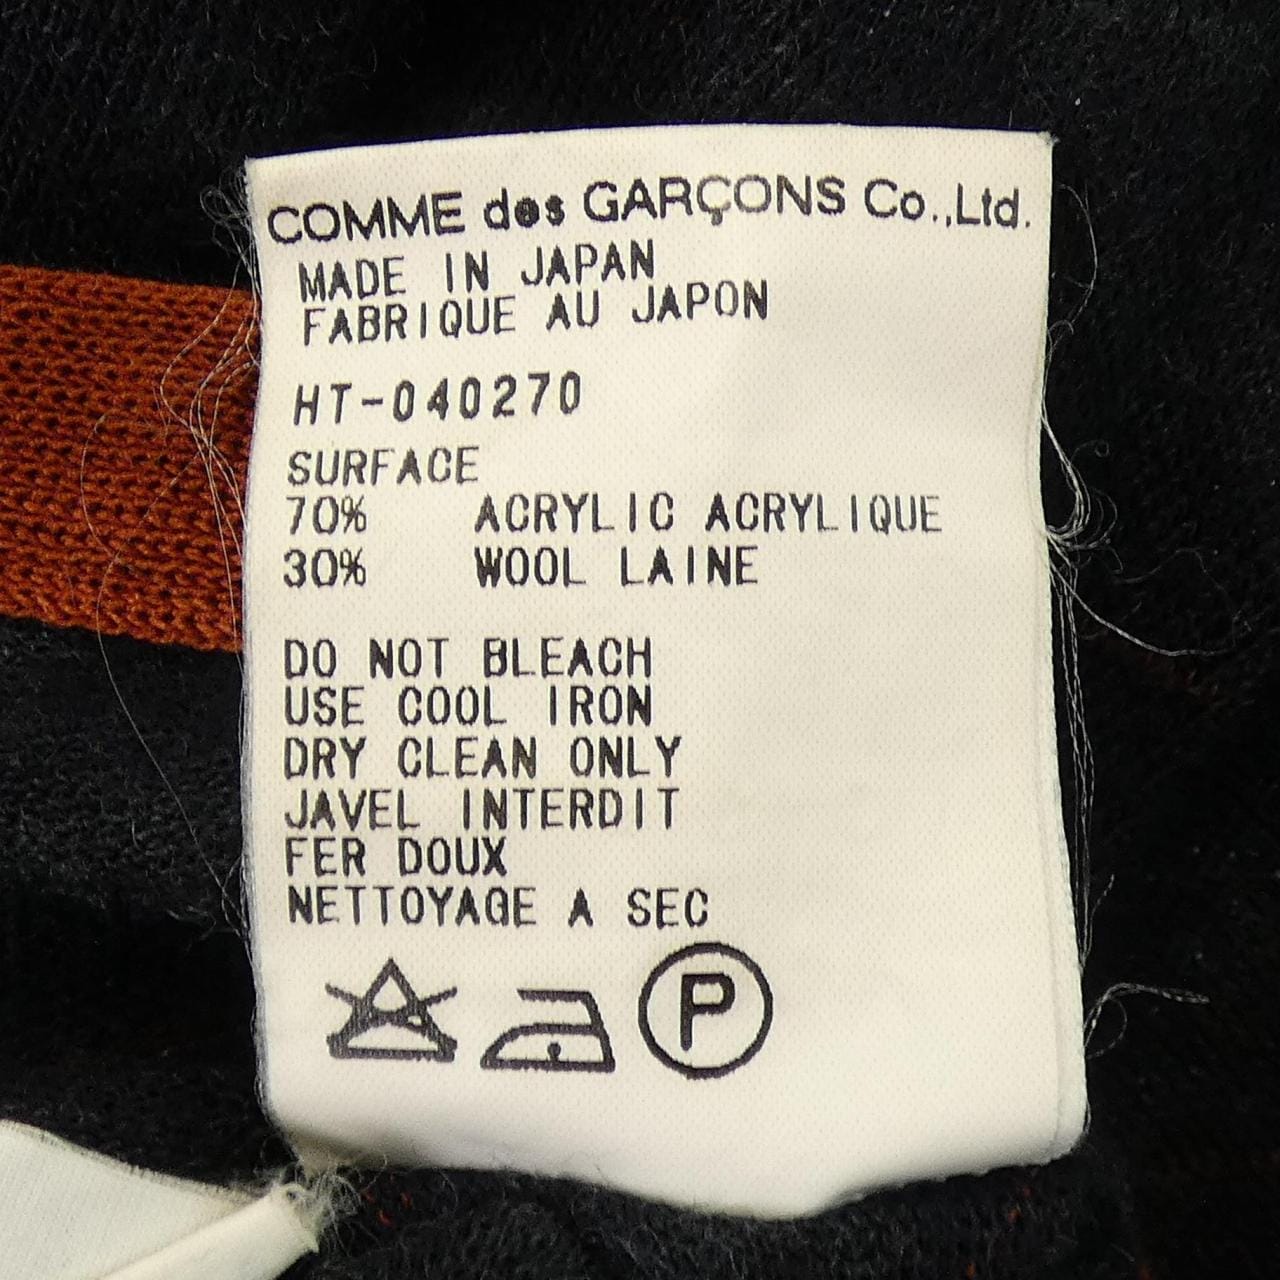 COMME des GARÇONS Co.,Ltd.
MADE IN JAPAN
FABRIQUE AU JAPON
HT-040270
SURFACE
70% ACRYLIC ACRYLIQUE
30% WOOL LAINE
DO NOT BLEACH
USE COOL IRON
DRY CLEAN ONLY
JAVEL INTERDIT
FER DOUX
NETTOYAGE A SEC
P